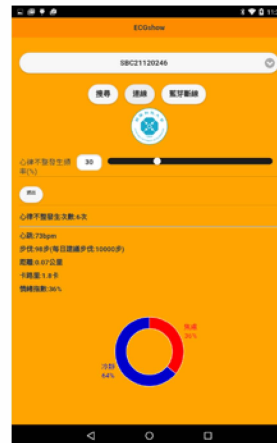 11:2
ECGshow
SBC21120246
搜尋 連線 藍芽斷線
心律不整發生頻率(%) 30
心律不整發生次數:6次
心跳:73bpm
步伐:98步(每日建議步伐:10000步)
距離:0.07公里
卡路里:1.8卡
情緒指數:36%
焦慮
36%
冷靜
64%